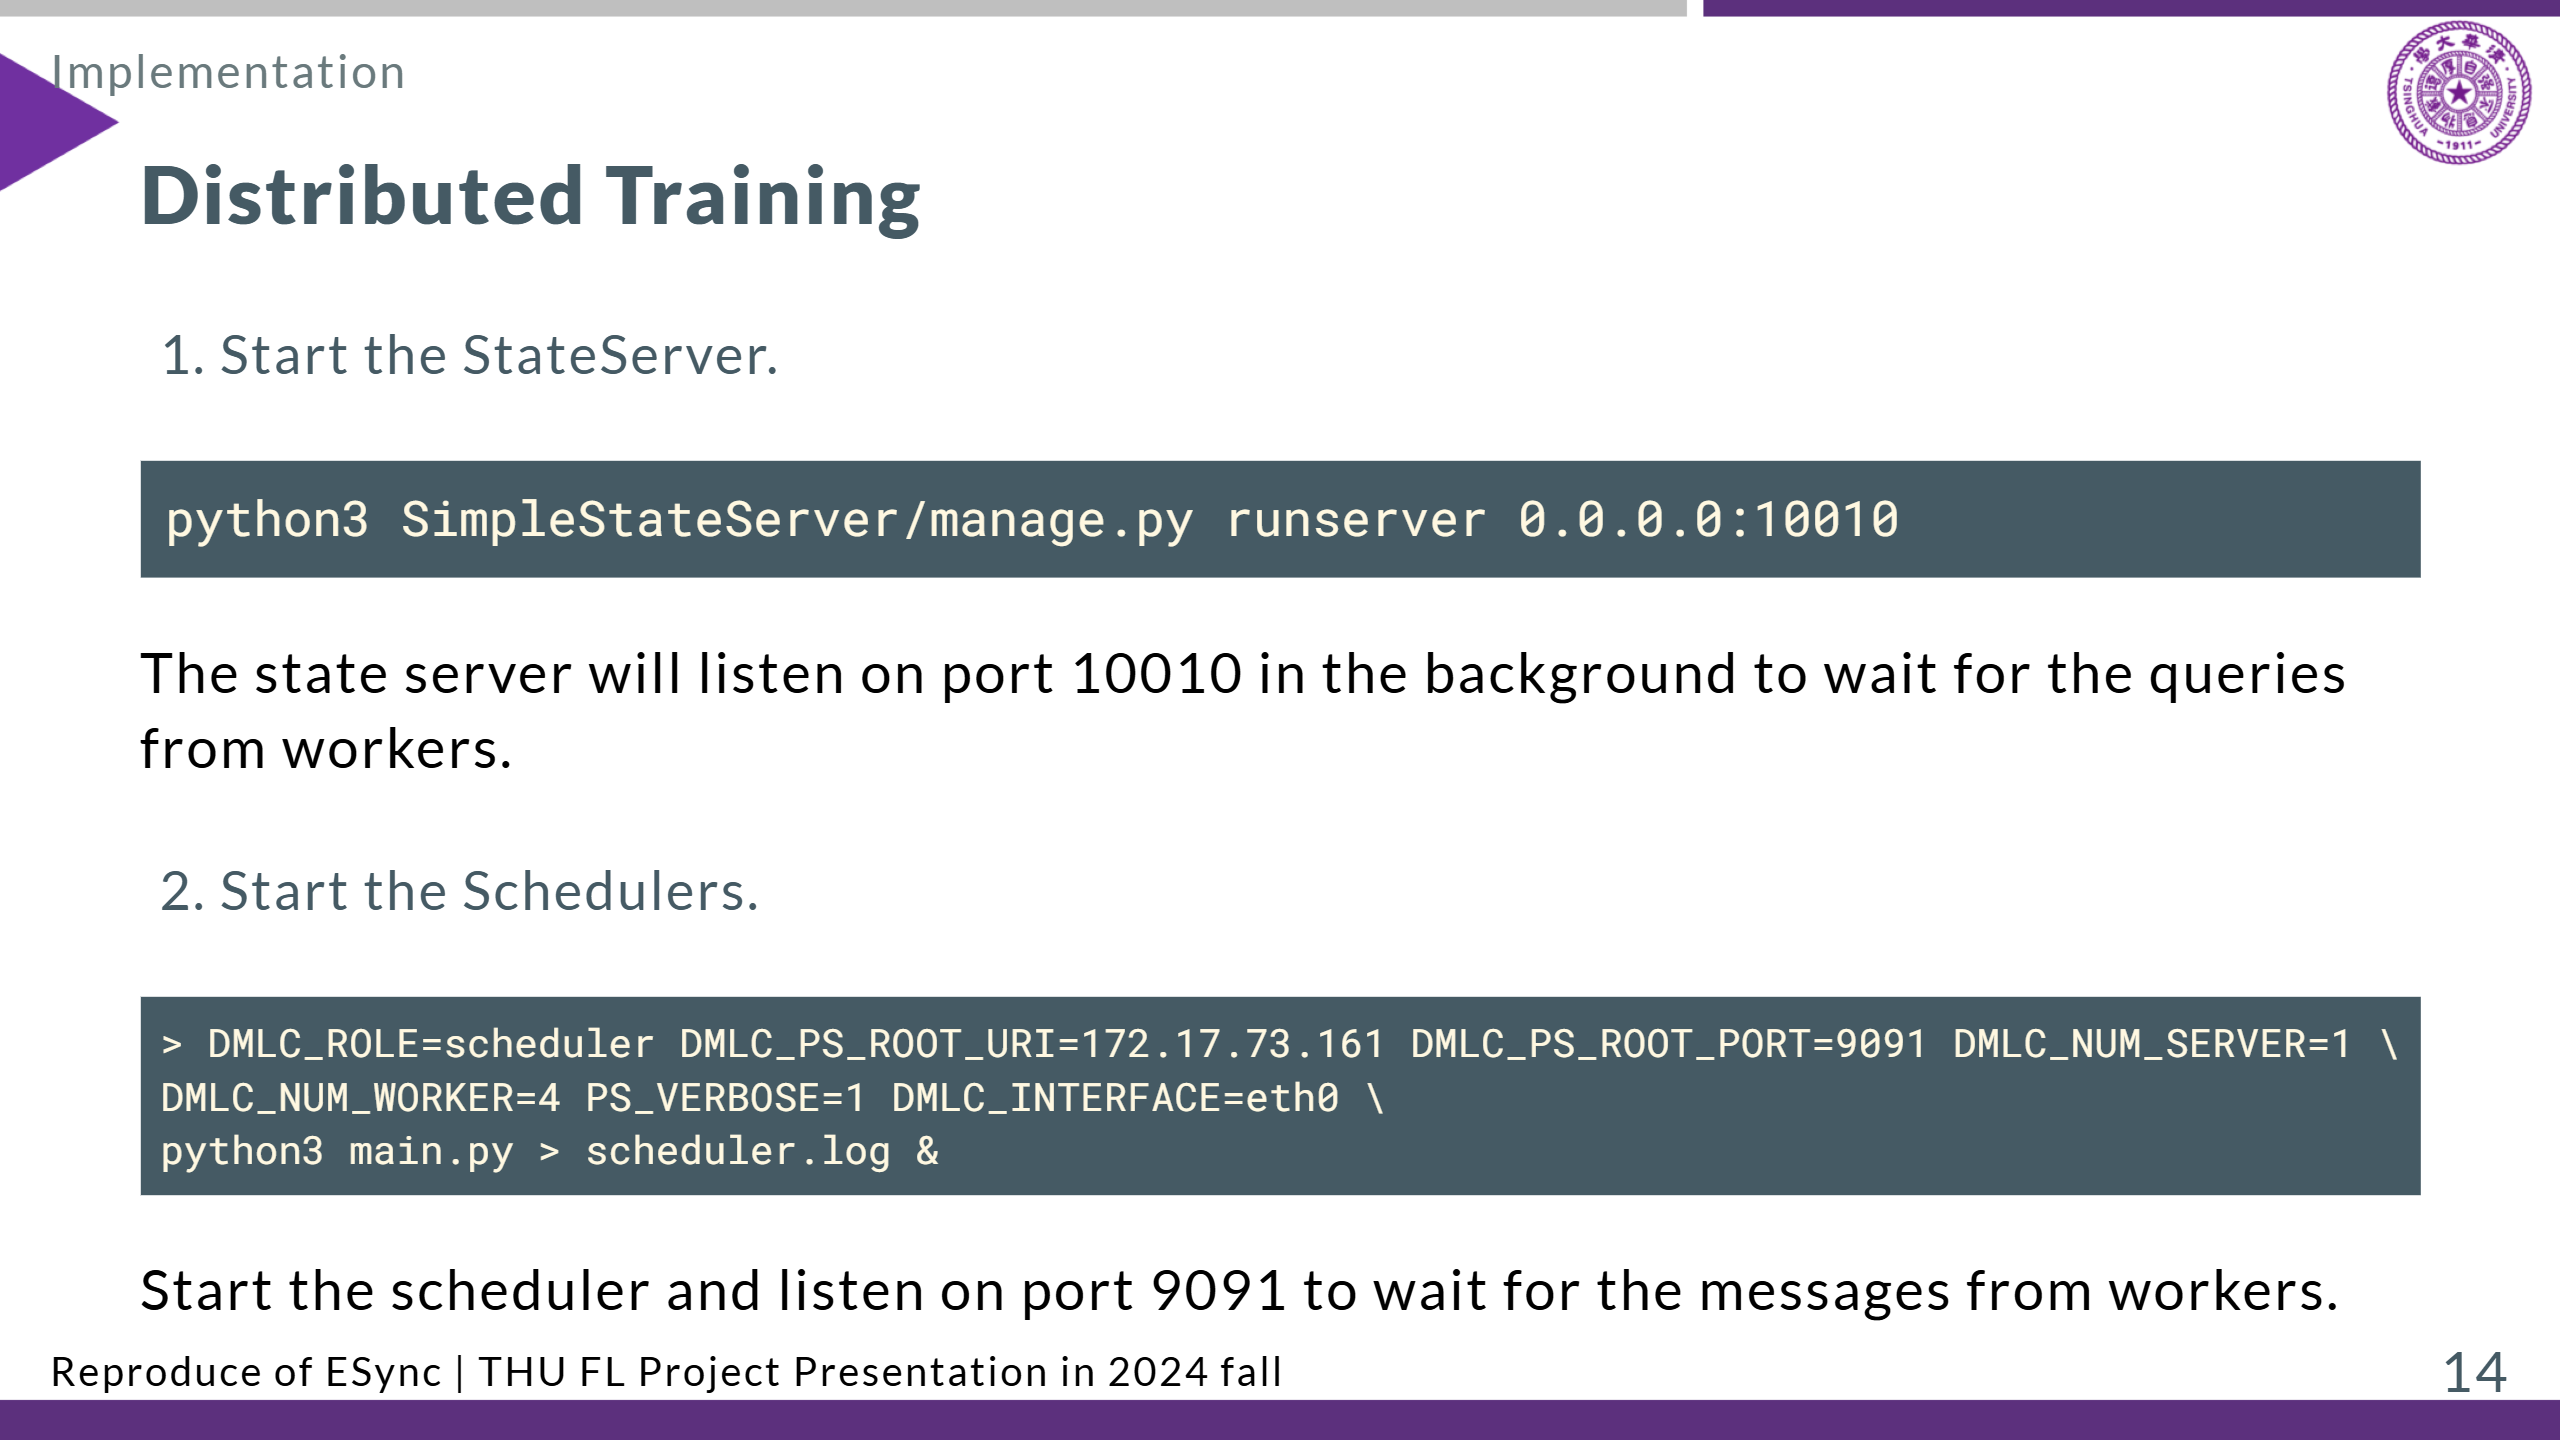 Implementation
Distributed Training
1. Start the StateServer.
python3 SimpleStateServer/manage.py runserver 0.0.0.0:10010
The state server will listen on port 10010 in the background to wait for the queries
from workers.
2. Start the Schedulers.
> DMLC_ROLE=scheduler DMLC_PS_ROOT_URI=172.17.73.161 DMLC_PS_ROOT_PORT=9091 DMLC_NUM_SERVER=1 \
DMLC_NUM_WORKER=4 PS_VERBOSE=1 DMLC_INTERFACE=eth0 \
python3 main.py > scheduler.log &
Start the scheduler and listen on port 9091 to wait for the messages from workers.
Reproduce of ESync | THU FL Project Presentation in 2024 fall
14
TSINGHUA UNIVERSITY
-1911-